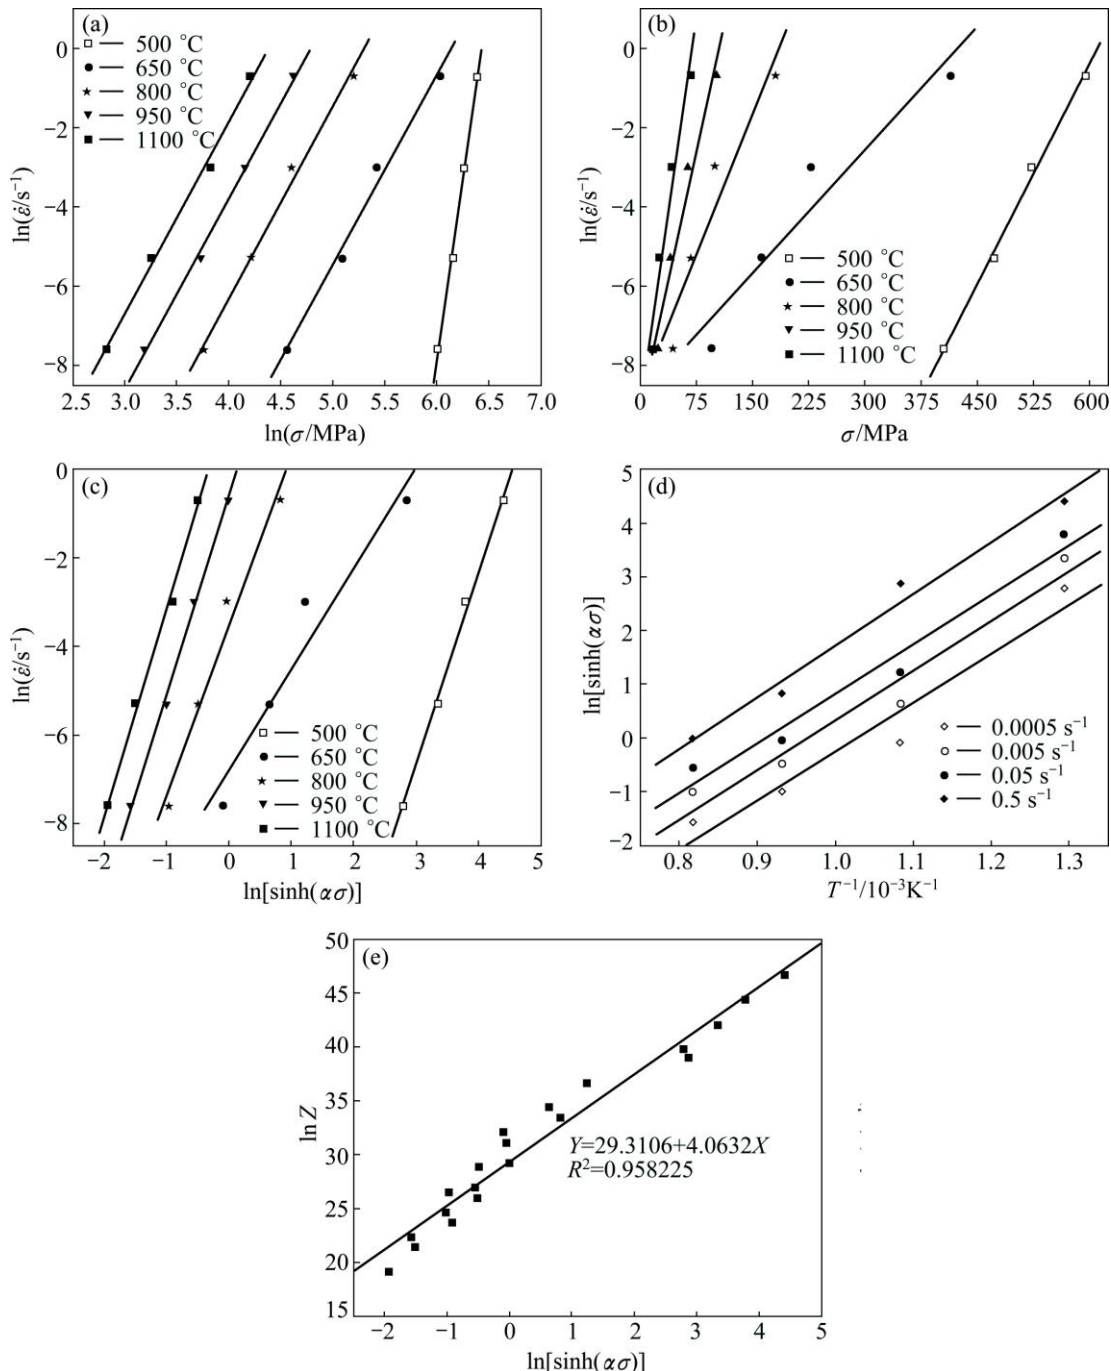 (a)
500 °C
650 °C
800 °C
950 °C
1100 °C
0
−2
−4
−6
−8
ln(ε̇/s⁻¹)
2.5 3.0 3.5 4.0 4.5 5.0 5.5 6.0 6.5 7.0
ln(σ/MPa)
(b)
0
−2
−4
−6
−8
ln(ε̇/s⁻¹)
500 °C
650 °C
800 °C
950 °C
1100 °C
0 75 150 225 300 375 450 525 600
σ/MPa
(c)
0
−2
−4
−6
−8
ln(ε̇/s⁻¹)
500 °C
650 °C
800 °C
950 °C
1100 °C
−2 −1 0 1 2 3 4 5
ln[sinh(ασ)]
(d)
5
4
3
2
1
0
−1
−2
ln[sinh(ασ)]
0.0005 s⁻¹
0.005 s⁻¹
0.05 s⁻¹
0.5 s⁻¹
0.8 0.9 1.0 1.1 1.2 1.3
T⁻¹/10⁻³K⁻¹
(e)
50
45
40
35
30
25
20
15
ln Z
Y=29.3106+4.0632X
R²=0.958225
−2 −1 0 1 2 3 4 5
ln[sinh(ασ)]